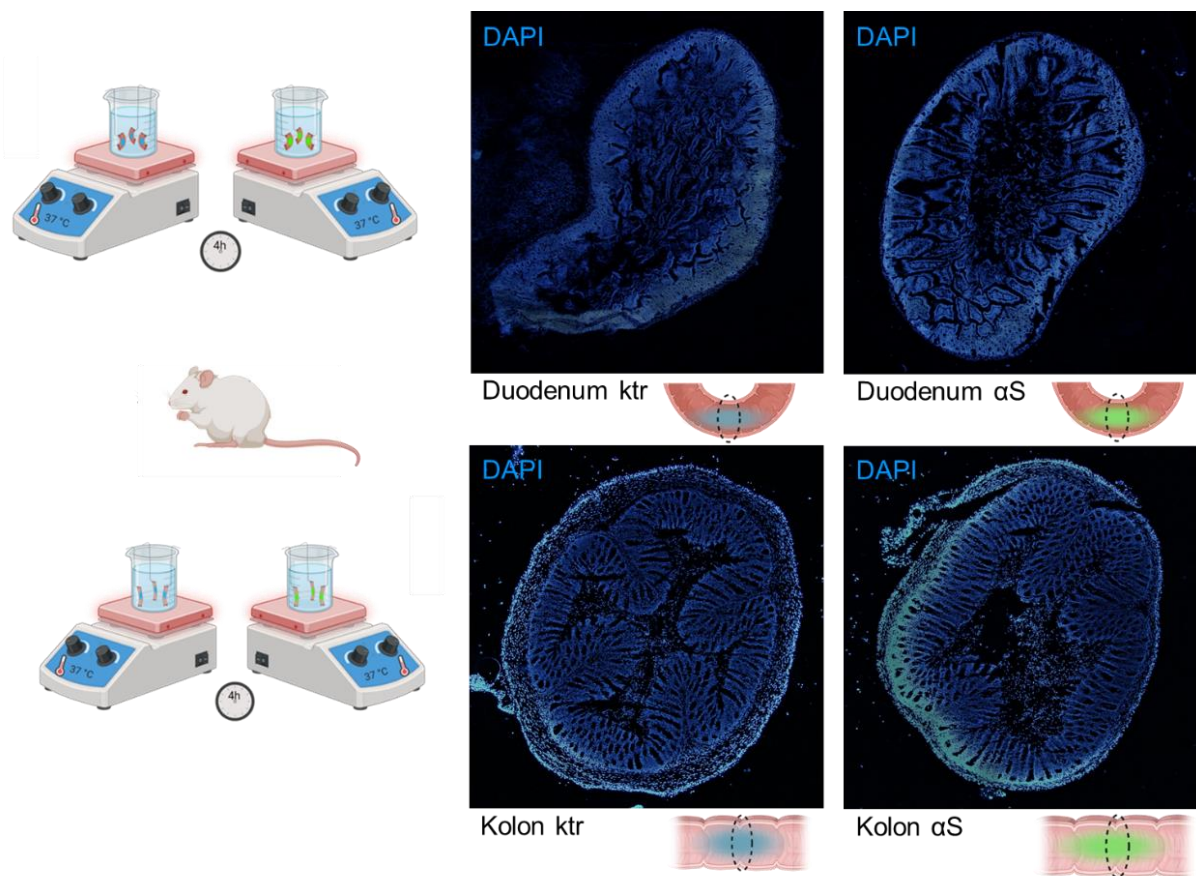 DAPI
DAPI
37 °C
37 °C
4h
Duodenum ktr
Duodenum αS
DAPI
DAPI
37 °C
37 °C
4h
Kolon ktr
Kolon αS